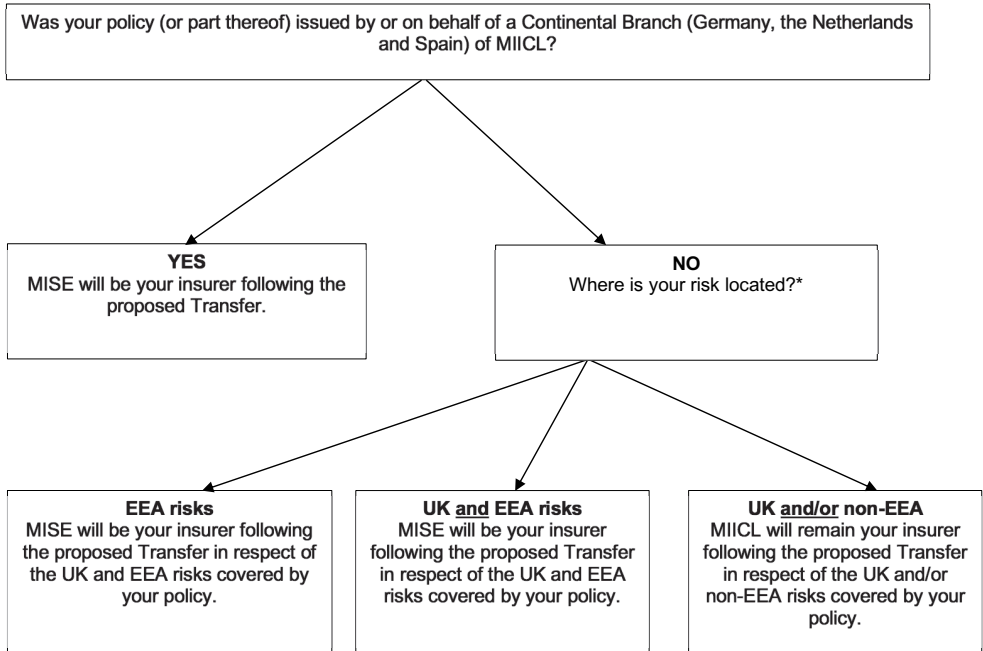 Was your policy (or part thereof) issued by or on behalf of a Continental Branch (Germany, the Netherlands
and Spain) of MIICL?
YES
MISE will be your insurer following the
proposed Transfer.
NO
Where is your risk located?*
EEA risks
MISE will be your insurer following
the proposed Transfer in respect of
the UK and EEA risks covered by
your policy.
UK and EEA risks
MISE will be your insurer
following the proposed Transfer
in respect of the UK and EEA
risks covered by your policy.
UK and/or non-EEA
MIICL will remain your insurer
following the proposed Transfer
in respect of the UK and/or
non-EEA risks covered by your
policy.